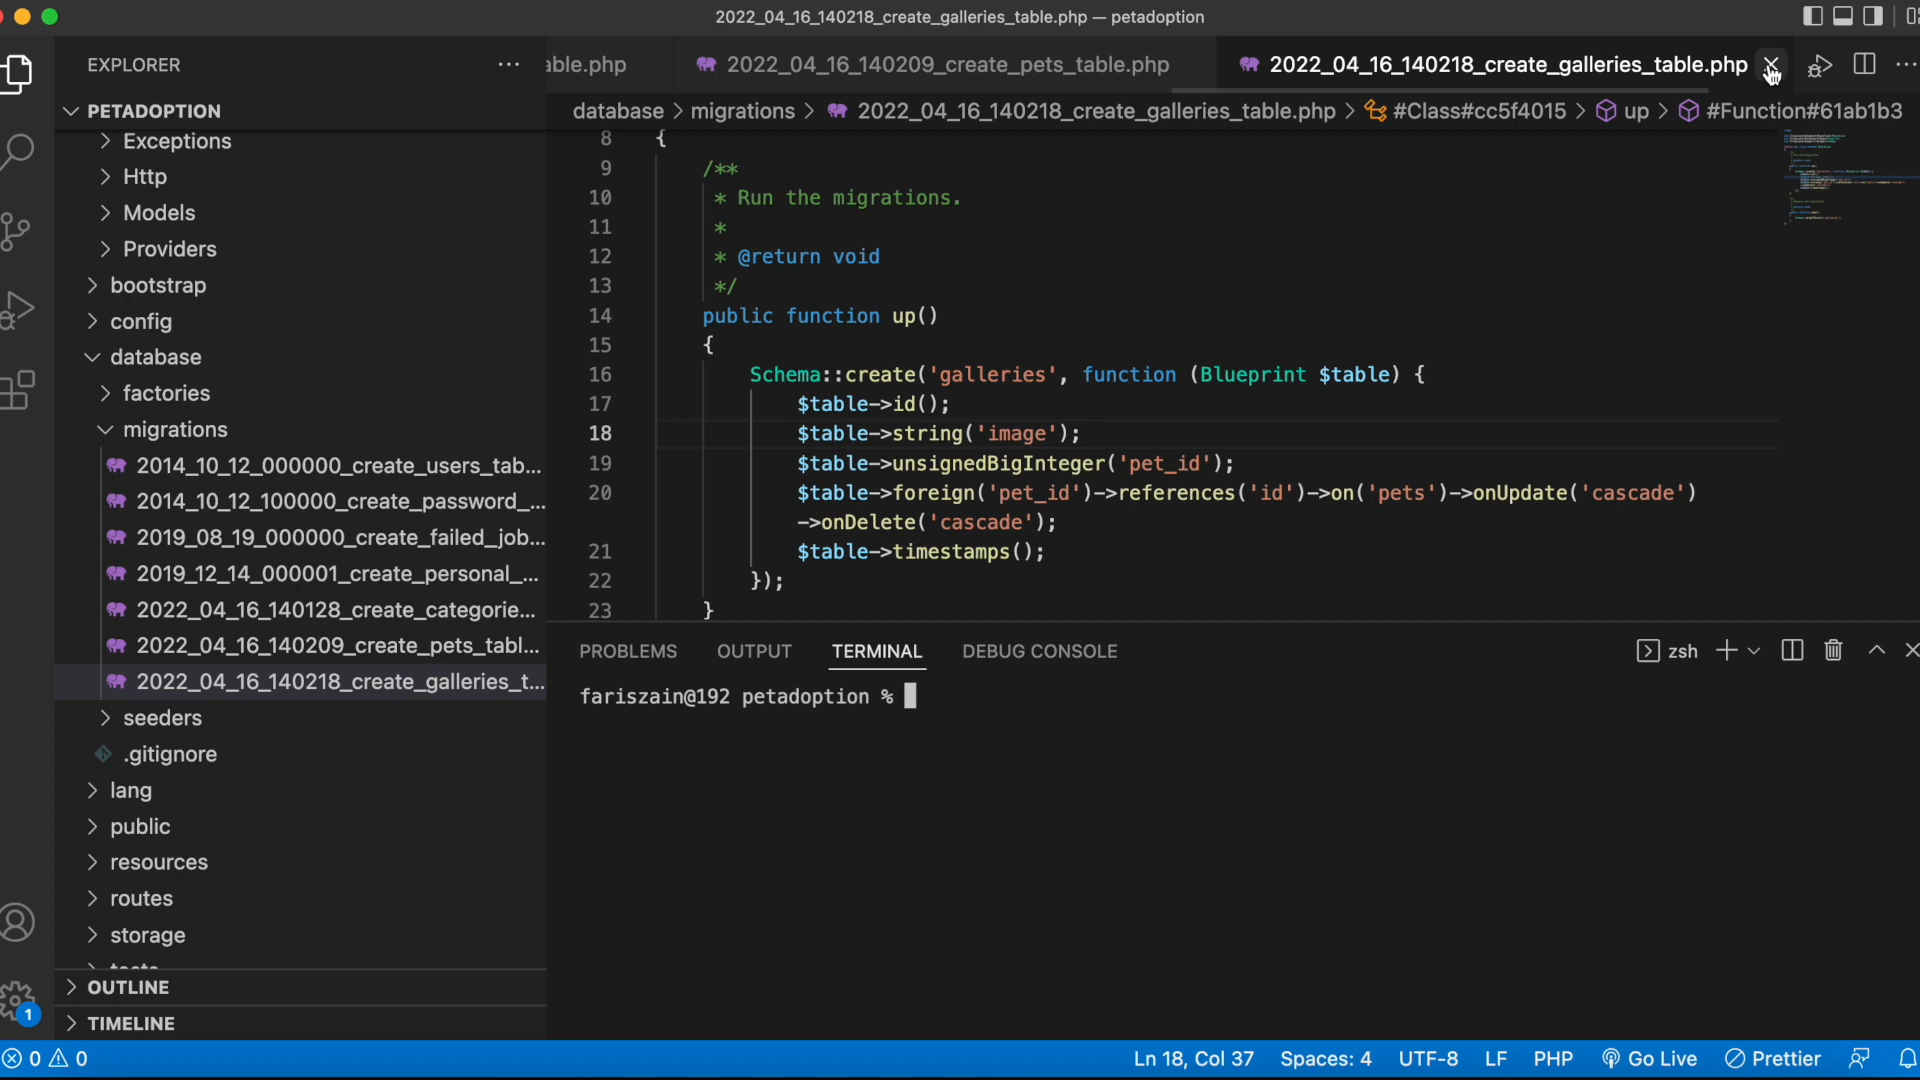 2022_04_16_140218_create_galleries_table.php — petadoption
EXPLORER
PETADOPTION
Exceptions
Http
Models
Providers
bootstrap
config
database
factories
migrations
2014_10_12_000000_create_users_tab...
2014_10_12_100000_create_password_...
2019_08_19_000000_create_failed_job...
2019_12_14_000001_create_personal_...
2022_04_16_140128_create_categorie...
2022_04_16_140209_create_pets_tabl...
2022_04_16_140218_create_galleries_t...
seeders
.gitignore
lang
public
resources
routes
storage
tests
OUTLINE
TIMELINE
able.php 2022_04_16_140209_create_pets_table.php 2022_04_16_140218_create_galleries_table.php
database > migrations > 2022_04_16_140218_create_galleries_table.php > #Class#cc5f4015 > up > #Function#61ab1b3
8 {
9 /**
10 * Run the migrations.
11 *
12 * @return void
13 */
14 public function up()
15 {
16 Schema::create('galleries', function (Blueprint $table) {
17 $table->id();
18 $table->string('image');
19 $table->unsignedBigInteger('pet_id');
20 $table->foreign('pet_id')->references('id')->on('pets')->onUpdate('cascade')
->onDelete('cascade');
21 $table->timestamps();
22 });
23 }
PROBLEMS OUTPUT TERMINAL DEBUG CONSOLE zsh
fariszain@192 petadoption %
1
0 0 Ln 18, Col 37 Spaces: 4 UTF-8 LF PHP Go Live Prettier